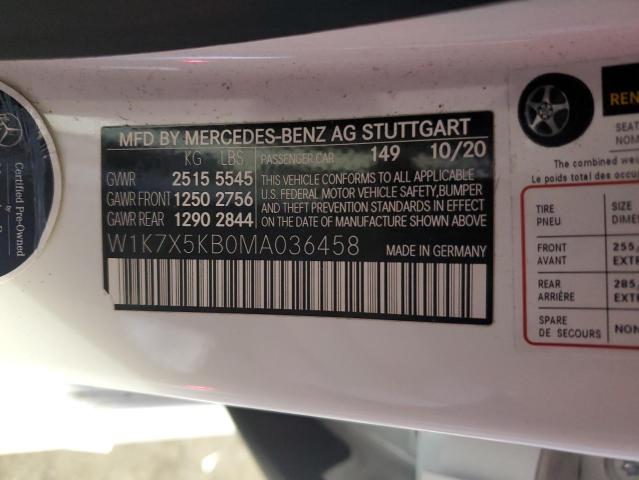 MFD BY MERCEDES-BENZ AG STUTTGART
KG LBS PASSENGER CAR 149 10/20
GVWR 2515 5545
GAWR FRONT 1250 2756
GAWR REAR 1290 2844
THIS VEHICLE CONFORMS TO ALL APPLICABLE
U.S. FEDERAL MOTOR VEHICLE SAFETY, BUMPER
AND THEFT PREVENTION STANDARDS IN EFFECT
ON THE DATE OF MANUFACTURE SHOWN ABOVE
W1K7X5KB0MA036458 MADE IN GERMANY
Certified Pre-Owned
The combined we
Le poids total des occu
TIRE
PNEU
SIZE
FRONT
AVANT
255
REAR
ARRIÈRE
285
SPARE
DE SECOURS